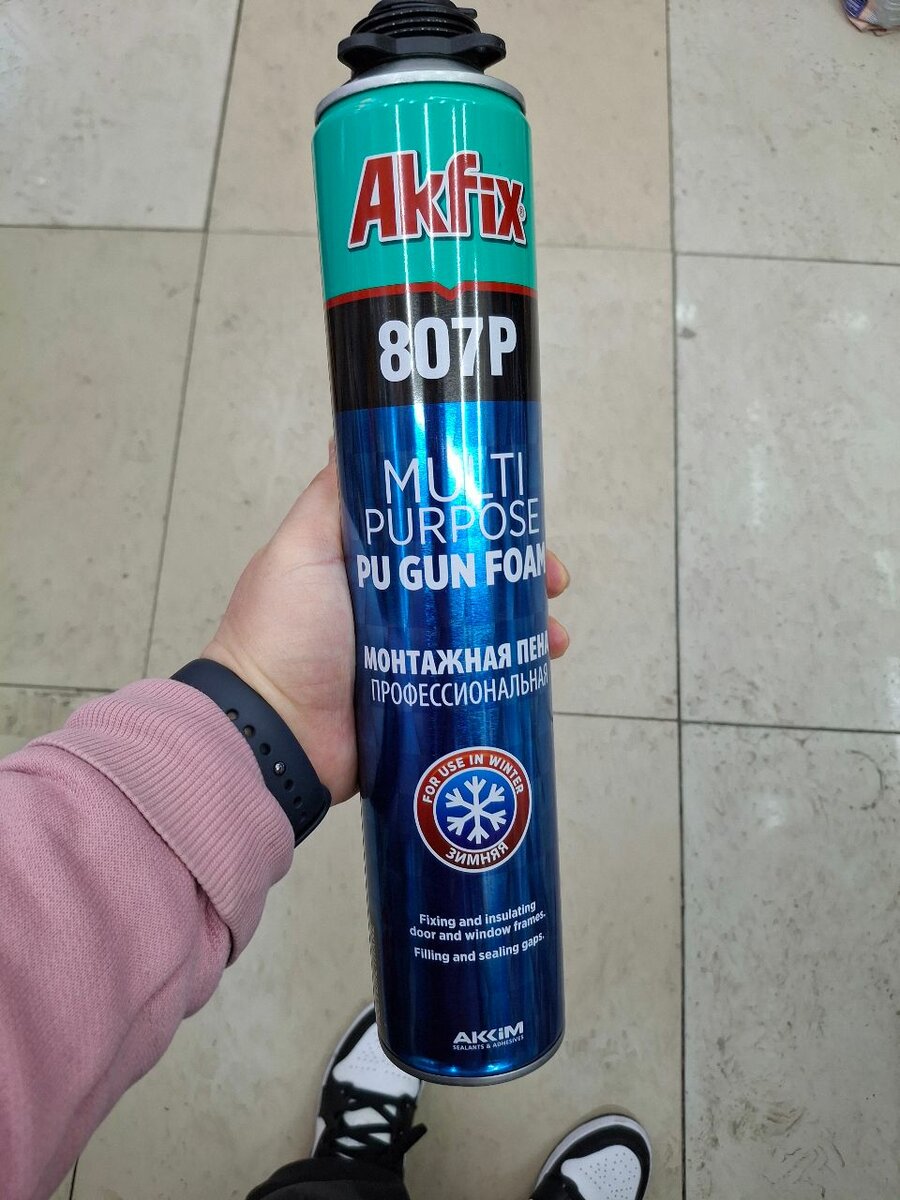 Akfix®
807P
MULTI
PURPOSE
PU GUN FOAM
МОНТАЖНАЯ ПЕНА
ПРОФЕССИОНАЛЬНАЯ
FOR USE IN WINTER
ЗИМНЯЯ
Fixing and insulating
door and window frames.
Filling and sealing gaps.
AKKİM
SEALANTS & ADHESIVES